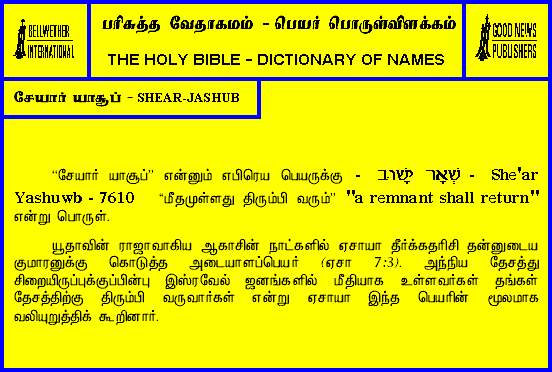 BELLWETHER
INTERNATIONAL
பரிசுத்த வேதாகமம் - பெயர் பொருள்விளக்கம்
THE HOLY BIBLE - DICTIONARY OF NAMES
GOOD NEWS
PUBLISHERS
சேயார் யாசூப் - SHEAR-JASHUB
“சேயார் யாசூப்” என்னும் எபிரெய பெயருக்கு - שְׁאָר יָשׁוּב - She'ar
Yashuwb - 7610 “மீதமுள்ளது திரும்பி வரும்” "a remnant shall return"
என்று பொருள்.
யூதாவின் ராஜாவாகிய ஆகாசின் நாட்களில் ஏசாயா தீர்க்கதரிசி தன்னுடைய
குமாரனுக்கு கொடுத்த அடையாளப்பெயர் (ஏசா 7:3). அந்நிய தேசத்து
சிறையிருப்புக்குப்பின்பு இஸ்ரவேல் ஜனங்களில் மீதியாக உள்ளவர்கள் தங்கள்
தேசத்திற்கு திரும்பி வருவார்கள் என்று ஏசாயா இந்த பெயரின் மூலமாக
வலியுறுத்திக் கூறினார்.